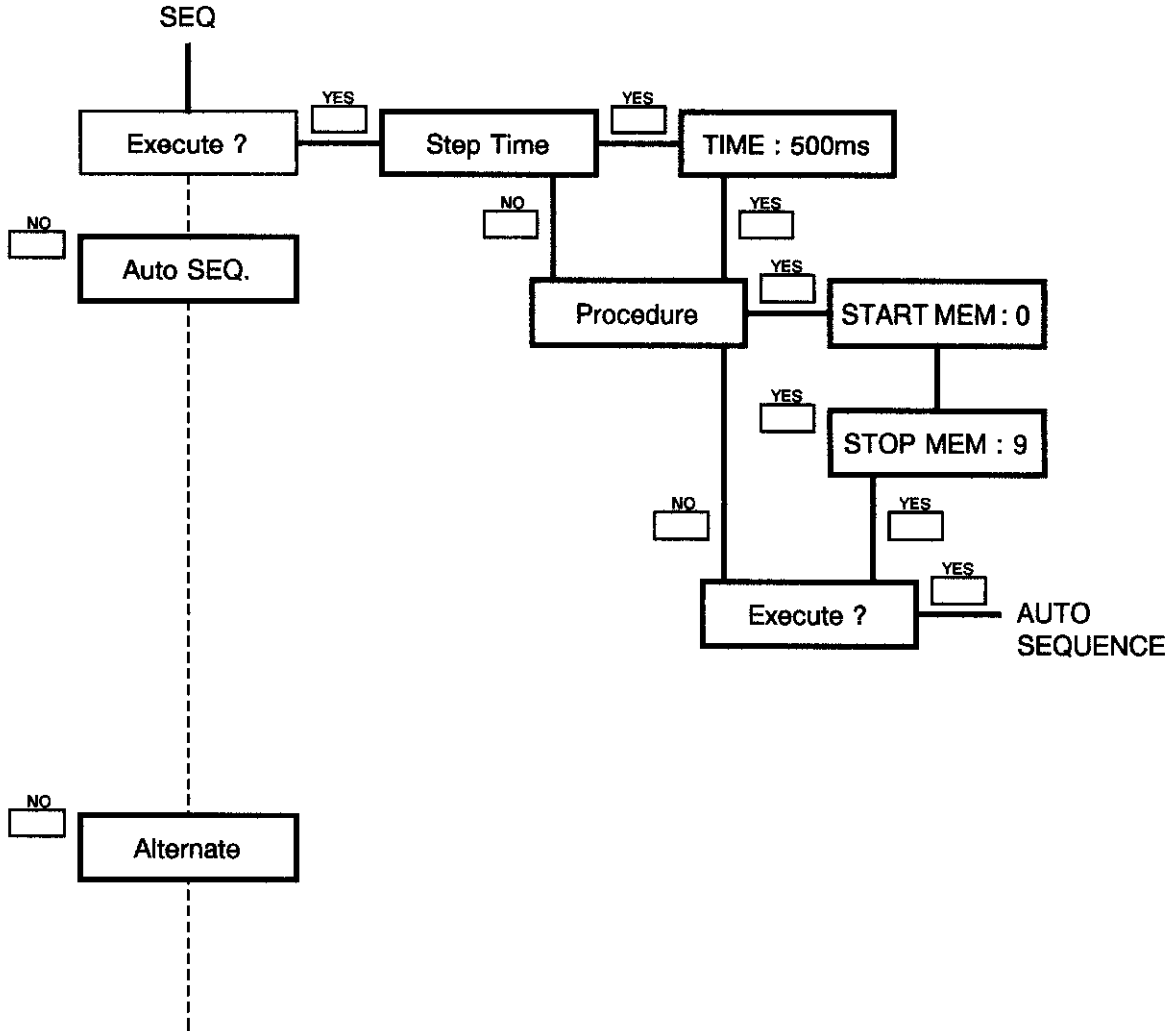 SEQ
YES
YES
Execute ?
Step Time
TIME : 500ms
NO
NO
YES
Auto SEQ.
YES
Procedure
START MEM : 0
YES
STOP MEM : 9
NO
YES
YES
Execute ?
AUTO
SEQUENCE
NO
Alternate